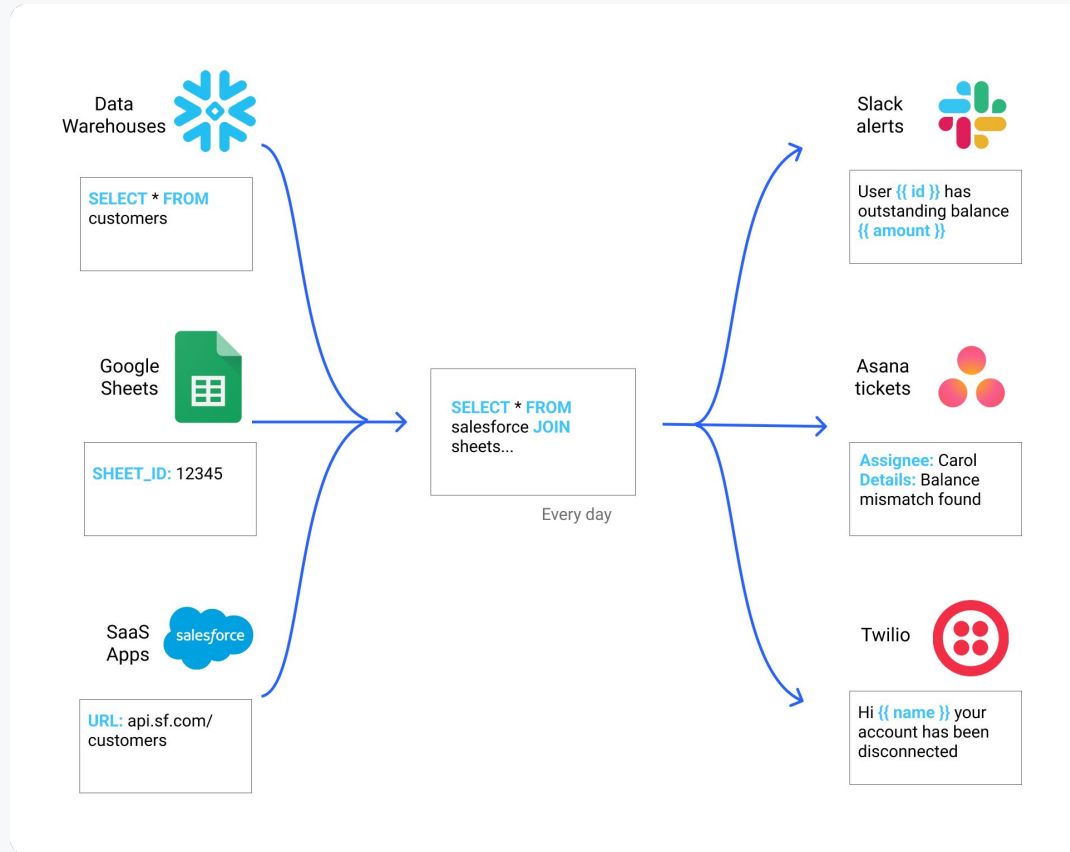 Data
Warehouses
SELECT * FROM
customers
Google
Sheets
SHEET_ID: 12345
SaaS
Apps
salesforce
URL: api.sf.com/
customers
SELECT * FROM
salesforce JOIN
sheets...
Every day
Slack
alerts
User {{ id }} has
outstanding balance
{{ amount }}
Asana
tickets
Assignee: Carol
Details: Balance
mismatch found
Twilio
Hi {{ name }} your
account has been
disconnected